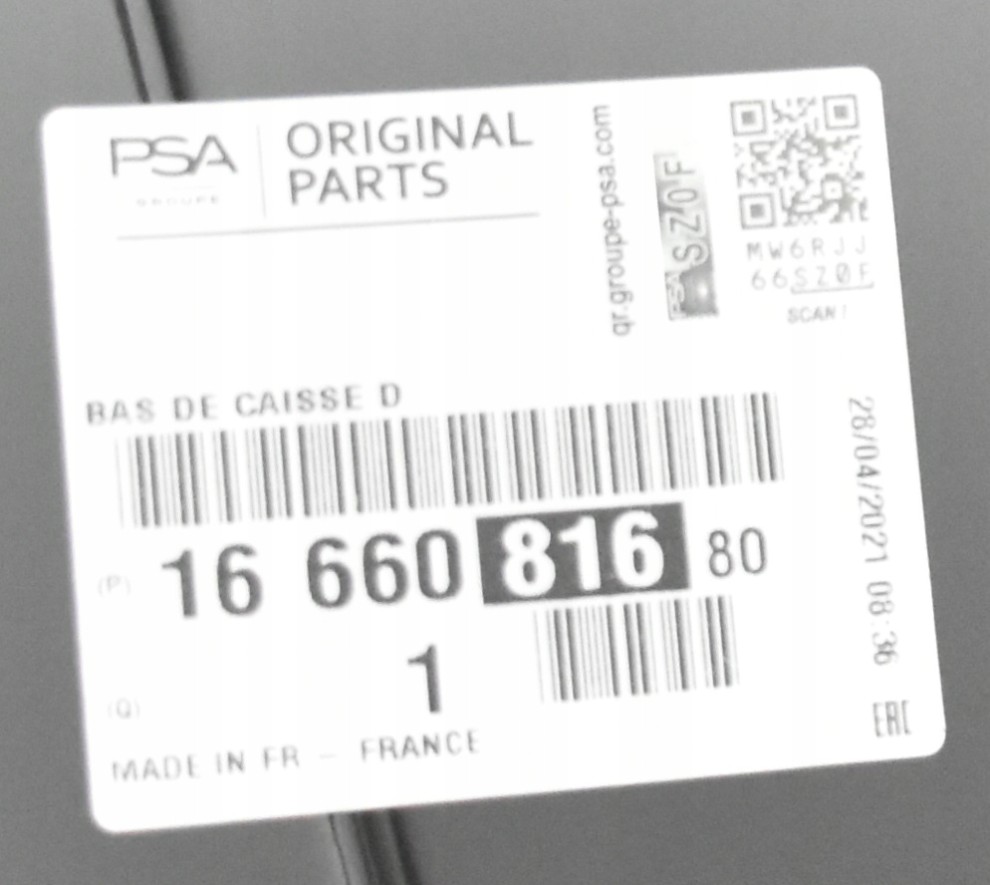 PSA
GROUPE
ORIGINAL
PARTS
qr.groupe-psa.com
PSA SZ0F
MW6RJJ
66SZ0F
SCAN!
BAS DE CAISSE D
(P) 16 660 816 80
(Q) 1
MADE IN FR - FRANCE
28/04/2021 08:36
EAC